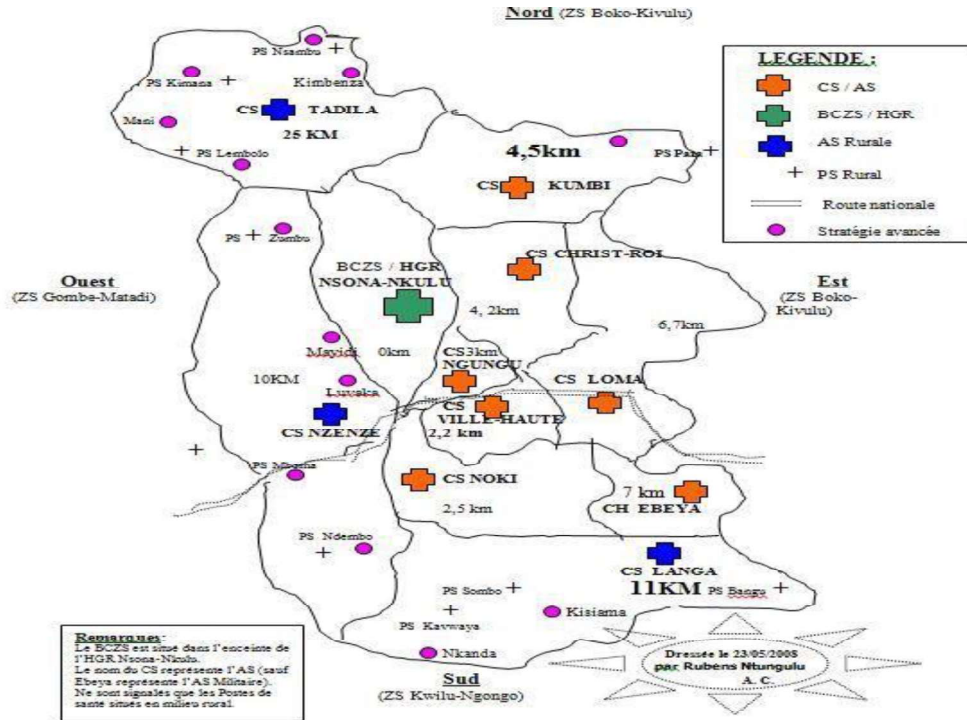 Nord (ZS Boko-Kivulu)
LEGENDE :
CS / AS
BCZS / HGR
AS Rurale
PS Rural
Route nationale
Stratégie avancée
PS Nsambu
PS Kimana
Kimbenza
CS TADILA
Mani
25 KM
PS Lembolo
4,5km
PS Paza
CS KUMBI
PS Zumbu
CS CHRIST-ROI
Ouest
(ZS Gombe-Matadi)
BCZS / HGR
NSONA-NKULU
Est
(ZS Boko-
Kivulu)
4, 2km
6,7km
Mayidi 0km
CS3km
NGUNGU
10KM
Luvaka
CS LOMA
CS
VILLE-HAUTE
CS NZENZE
2,2 km
CS NOKI
2,5 km
7 km
CH EBEYA
PS Ndembo
CS LANGA
11KM PS Bangu
PS Sombo
Kisiama
PS Kavwaya
Nkanda
Sud
(ZS Kwilu-Ngongo)
Remarques:
Le BCZS est situé dans l'enceinte de
l'HGR Nsona-Nkulu.
Le nom du CS représente l'AS (sauf
Ebeya représente l'AS Militaire).
Ne sont signalés que les Postes de
santé situés en milieu rural.
Dressée le 23/05/2008
par Rubens Ntungulu
A. C.